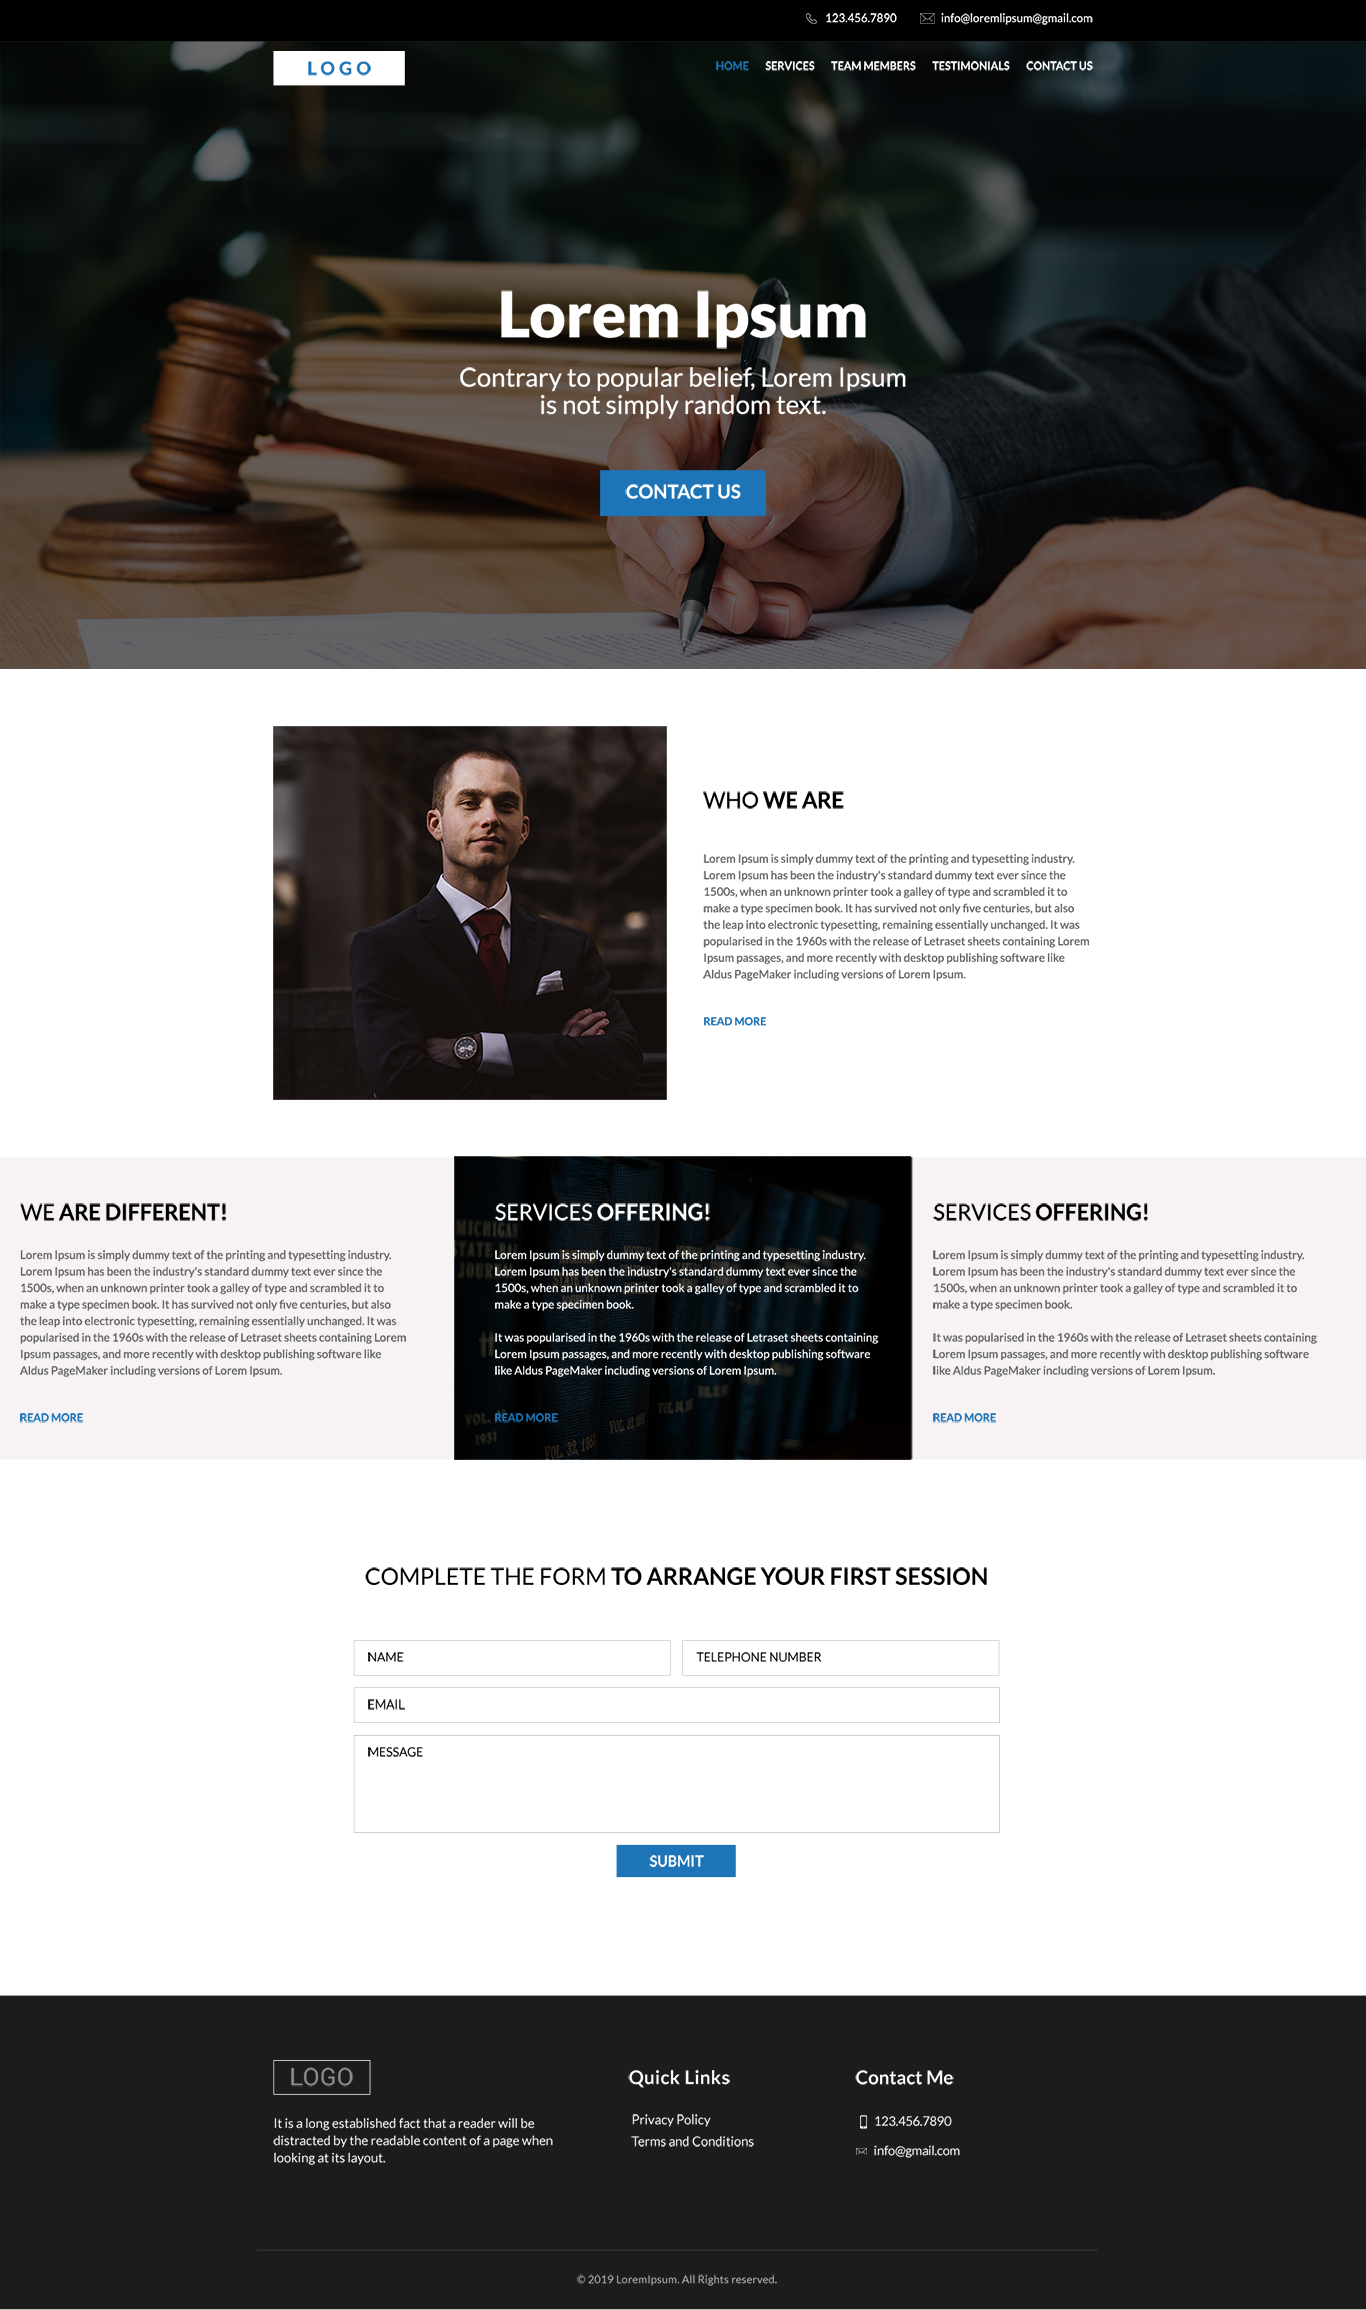 123.456.7890 info@loremlipsum@gmail.com
LOGO
HOME SERVICES TEAM MEMBERS TESTIMONIALS CONTACT US
Lorem Ipsum
Contrary to popular belief, Lorem Ipsum
is not simply random text.
CONTACT US
WHO WE ARE
Lorem Ipsum is simply dummy text of the printing and typesetting industry.
Lorem Ipsum has been the industry's standard dummy text ever since the
1500s, when an unknown printer took a galley of type and scrambled it to
make a type specimen book. It has survived not only five centuries, but also
the leap into electronic typesetting, remaining essentially unchanged. It was
popularised in the 1960s with the release of Letraset sheets containing Lorem
Ipsum passages, and more recently with desktop publishing software like
Aldus PageMaker including versions of Lorem Ipsum.
READ MORE
WE ARE DIFFERENT!
Lorem Ipsum is simply dummy text of the printing and typesetting industry.
Lorem Ipsum has been the industry's standard dummy text ever since the
1500s, when an unknown printer took a galley of type and scrambled it to
make a type specimen book. It has survived not only five centuries, but also
the leap into electronic typesetting, remaining essentially unchanged. It was
popularised in the 1960s with the release of Letraset sheets containing Lorem
Ipsum passages, and more recently with desktop publishing software like
Aldus PageMaker including versions of Lorem Ipsum.
READ MORE
SERVICES OFFERING!
Lorem Ipsum is simply dummy text of the printing and typesetting industry.
Lorem Ipsum has been the industry's standard dummy text ever since the
1500s, when an unknown printer took a galley of type and scrambled it to
make a type specimen book.
It was popularised in the 1960s with the release of Letraset sheets containing
Lorem Ipsum passages, and more recently with desktop publishing software
like Aldus PageMaker including versions of Lorem Ipsum.
READ MORE
MICHIGAN
STATE BAR
JOURNAL
VOL.
1951
VOL. 32, 1951
SERVICES OFFERING!
Lorem Ipsum is simply dummy text of the printing and typesetting industry.
Lorem Ipsum has been the industry's standard dummy text ever since the
1500s, when an unknown printer took a galley of type and scrambled it to
make a type specimen book.
It was popularised in the 1960s with the release of Letraset sheets containing
Lorem Ipsum passages, and more recently with desktop publishing software
like Aldus PageMaker including versions of Lorem Ipsum.
READ MORE
COMPLETE THE FORM TO ARRANGE YOUR FIRST SESSION
NAME
TELEPHONE NUMBER
EMAIL
MESSAGE
SUBMIT
LOGO
It is a long established fact that a reader will be
distracted by the readable content of a page when
looking at its layout.
Quick Links
Privacy Policy
Terms and Conditions
Contact Me
123.456.7890
info@gmail.com
© 2019 LoremIpsum. All Rights reserved.